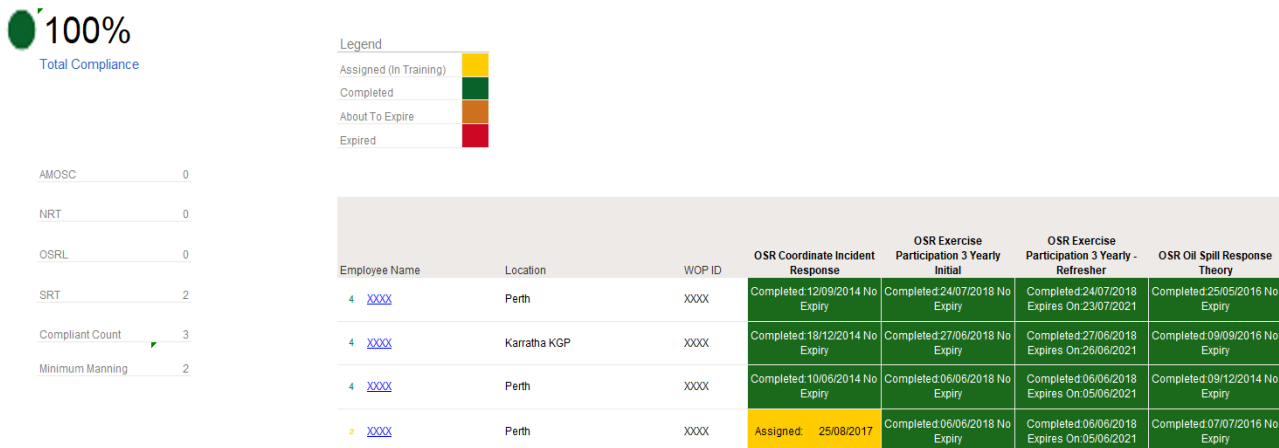 100%
Total Compliance
Legend
Assigned (In Training)
Completed
About To Expire
Expired
AMOSC 0
NRT 0
OSRL 0
SRT 2
Compliant Count 3
Minimum Manning 2
Employee Name
Location
WOP ID
OSR Coordinate Incident
Response
OSR Exercise
Participation 3 Yearly
Initial
OSR Exercise
Participation 3 Yearly -
Refresher
OSR Oil Spill Response
Theory
4 XXXX Perth XXXX
Completed:12/09/2014 No
Expiry
Completed:24/07/2018 No
Expiry
Completed:24/07/2018
Expires On:23/07/2021
Completed:25/05/2016 No
Expiry
4 XXXX Karratha KGP XXXX
Completed:18/12/2014 No
Expiry
Completed:27/06/2018 No
Expiry
Completed:27/06/2018
Expires On:26/06/2021
Completed:09/09/2016 No
Expiry
4 XXXX Perth XXXX
Completed:10/06/2014 No
Expiry
Completed:06/06/2018 No
Expiry
Completed:06/06/2018
Expires On:05/06/2021
Completed:09/12/2014 No
Expiry
2 XXXX Perth XXXX
Assigned: 25/08/2017
Completed:06/06/2018 No
Expiry
Completed:06/06/2018
Expires On:05/06/2021
Completed:07/07/2016 No
Expiry